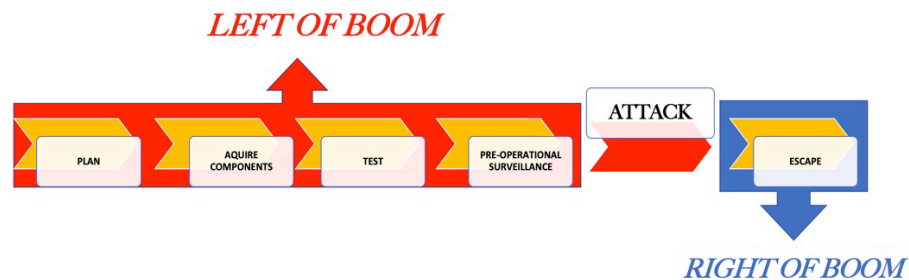 LEFT OF BOOM
ATTACK
PLAN
AQUIRE
COMPONENTS
TEST
PRE-OPERATIONAL
SURVEILLANCE
ESCAPE
RIGHT OF BOOM